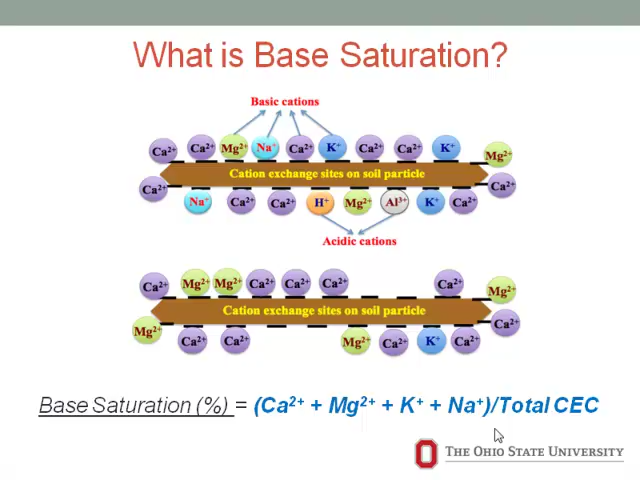 What is Base Saturation?
Basic cations
Ca²⁺ Ca²⁺ Mg²⁺ Na⁺ Ca²⁺ K⁺ Ca²⁺ Ca²⁺ K⁺ Mg²⁺
Cation exchange sites on soil particle
Ca²⁺ Na⁺ Ca²⁺ Ca²⁺ H⁺ Mg²⁺ Al³⁺ K⁺ Ca²⁺ Ca²⁺
Acidic cations
Ca²⁺ Mg²⁺ Mg²⁺ Ca²⁺ Ca²⁺ Ca²⁺ Ca²⁺ Mg²⁺
Cation exchange sites on soil particle
Mg²⁺ Ca²⁺ Ca²⁺ Mg²⁺ Ca²⁺ K⁺ Ca²⁺ Ca²⁺
Base Saturation (%) = (Ca²⁺ + Mg²⁺ + K⁺ + Na⁺)/Total CEC
THE OHIO STATE UNIVERSITY